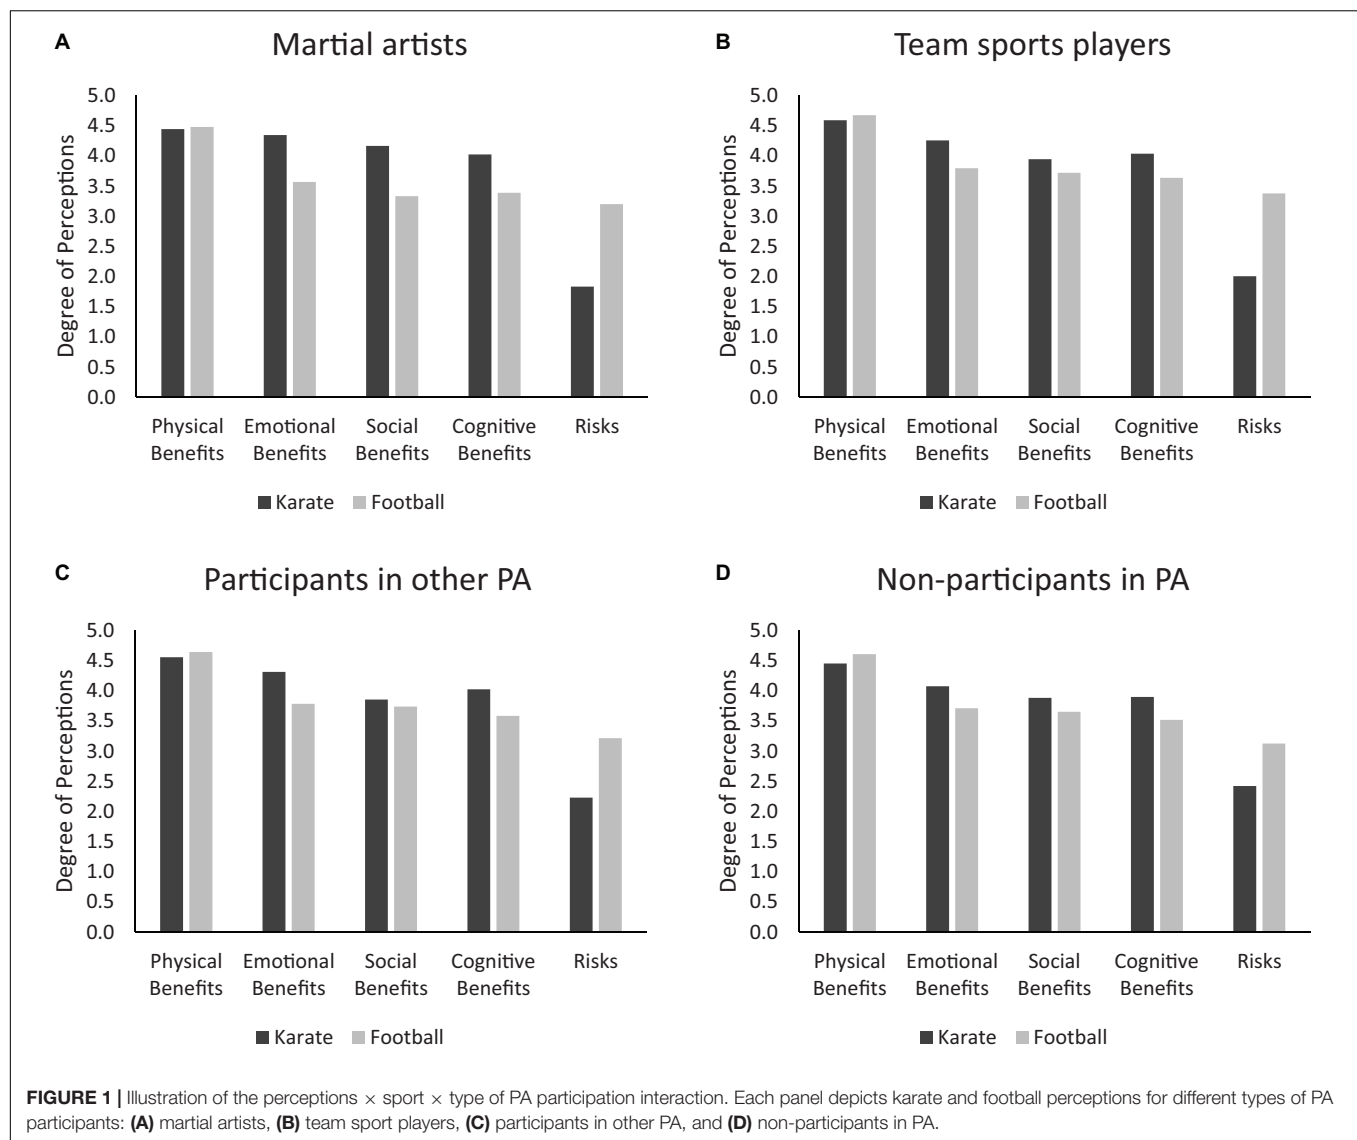 A
Martial artists
5.0
4.5
4.0
3.5
3.0
2.5
2.0
1.5
1.0
0.5
0.0
Degree of Perceptions
Physical Benefits
Emotional Benefits
Social Benefits
Cognitive Benefits
Risks
Karate Football
B
Team sports players
5.0
4.5
4.0
3.5
3.0
2.5
2.0
1.5
1.0
0.5
0.0
Degree of Perceptions
Physical Benefits
Emotional Benefits
Social Benefits
Cognitive Benefits
Risks
Karate Football
C
Participants in other PA
5.0
4.5
4.0
3.5
3.0
2.5
2.0
1.5
1.0
0.5
0.0
Degree of Perceptions
Physical Benefits
Emotional Benefits
Social Benefits
Cognitive Benefits
Risks
Karate Football
D
Non-participants in PA
5.0
4.5
4.0
3.5
3.0
2.5
2.0
1.5
1.0
0.5
0.0
Degree of Perceptions
Physical Benefits
Emotional Benefits
Social Benefits
Cognitive Benefits
Risks
Karate Football
FIGURE 1 | Illustration of the perceptions × sport × type of PA participation interaction. Each panel depicts karate and football perceptions for different types of PA
participants: (A) martial artists, (B) team sport players, (C) participants in other PA, and (D) non-participants in PA.